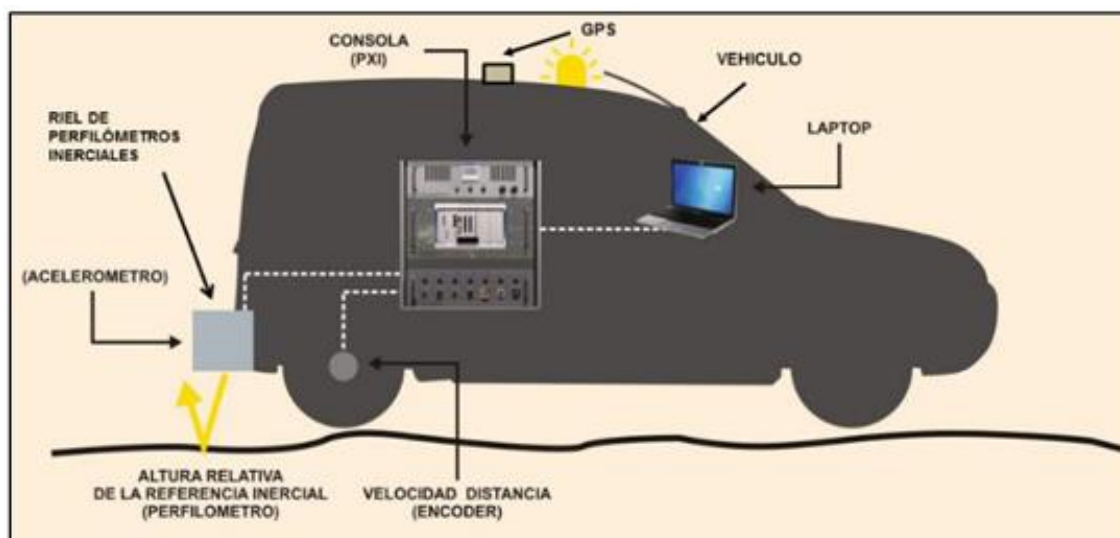 GPS
CONSOLA
(PXI)
VEHICULO
RIEL DE
PERFILÓMETROS
INERCIALES
LAPTOP
(ACELEROMETRO)
ALTURA RELATIVA
DE LA REFERENCIA INERCIAL
(PERFILOMETRO)
VELOCIDAD DISTANCIA
(ENCODER)